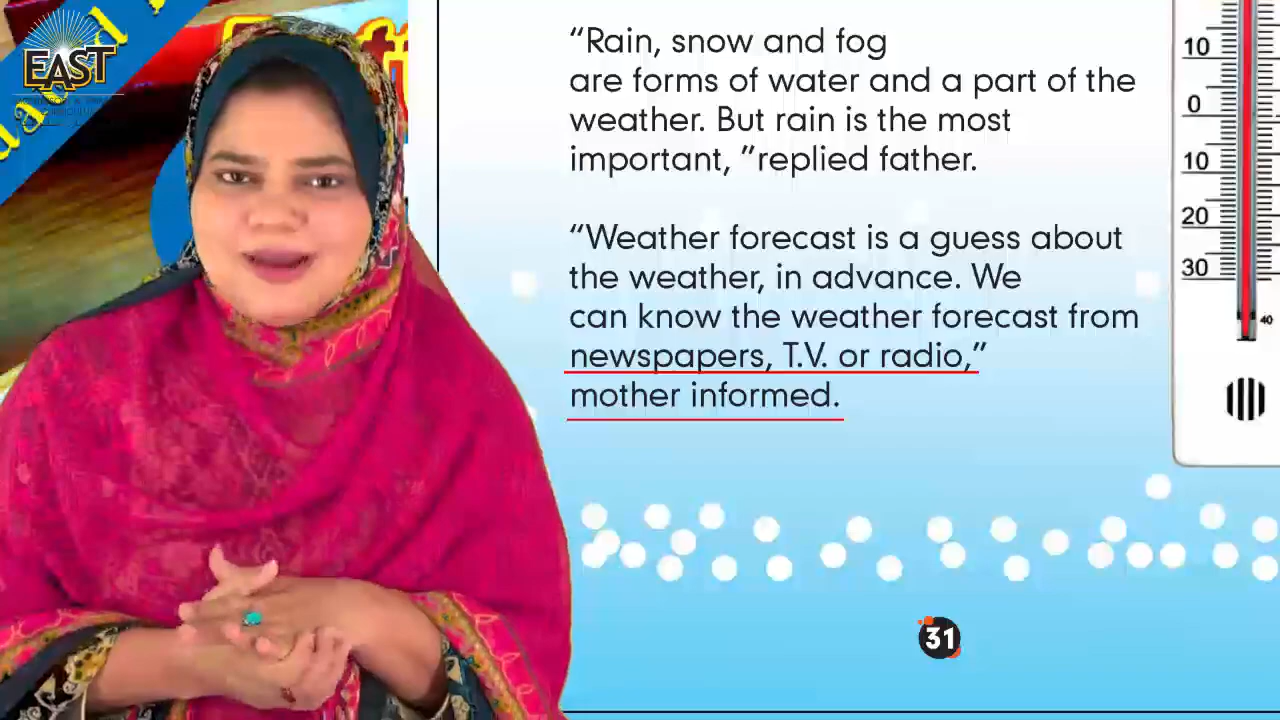 EAST
“Rain, snow and fog
are forms of water and a part of the
weather. But rain is the most
important, ”replied father.
“Weather forecast is a guess about
the weather, in advance. We
can know the weather forecast from
newspapers, T.V. or radio,”
mother informed.
10
0
10
20
30
40
31